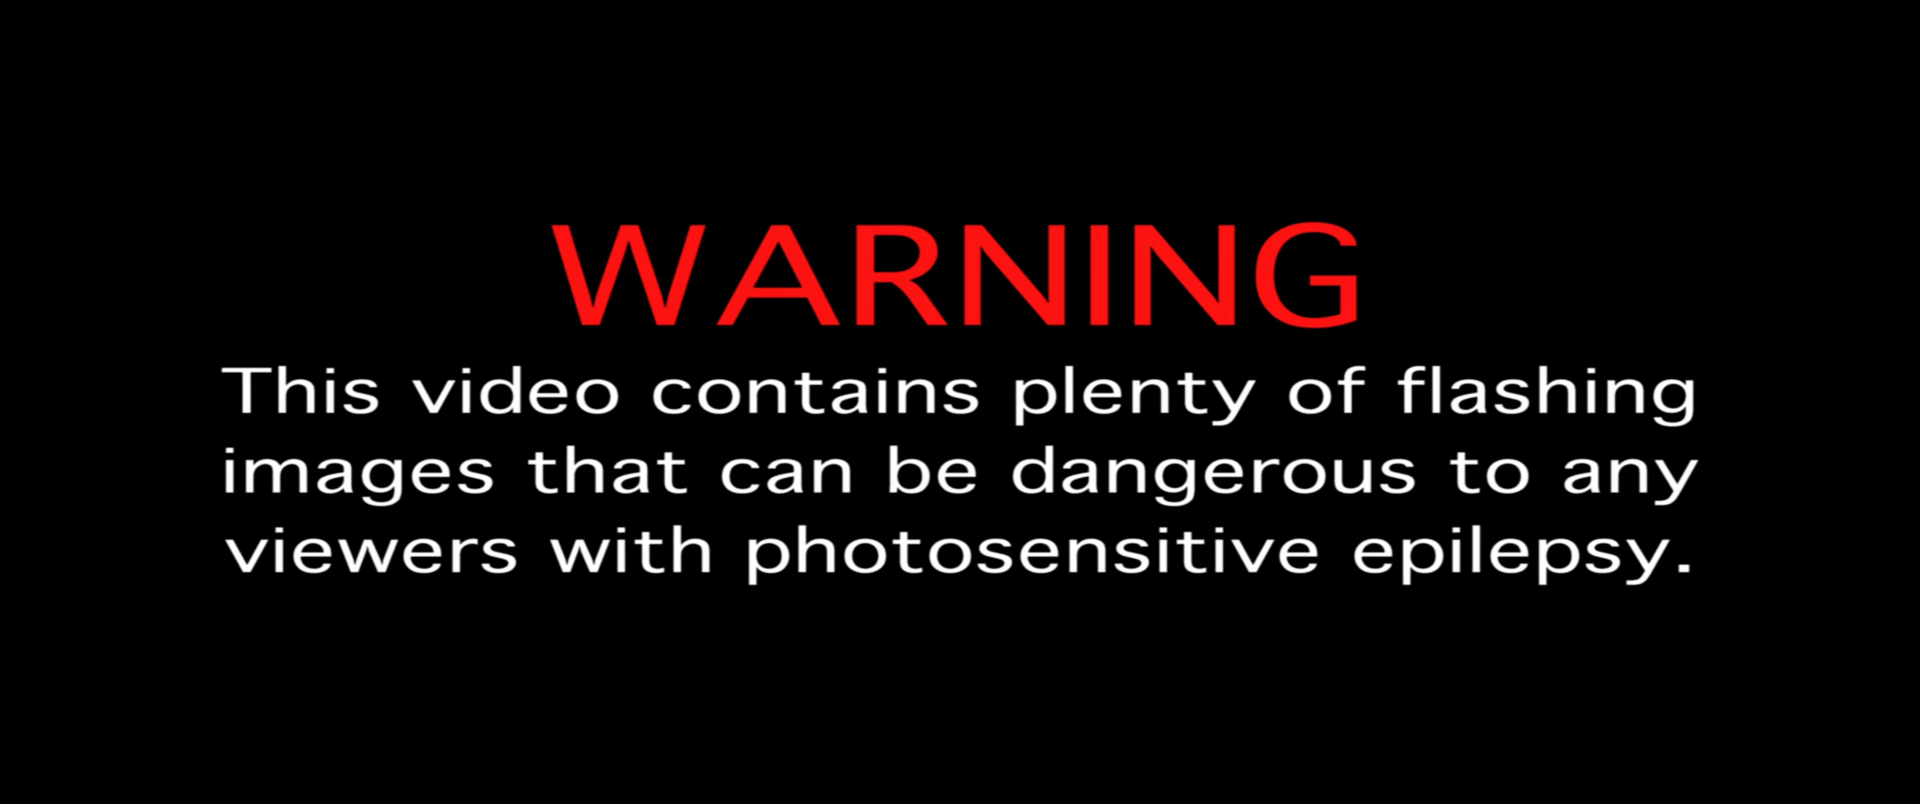 WARNING
This video contains plenty of flashing
images that can be dangerous to any
viewers with photosensitive epilepsy.